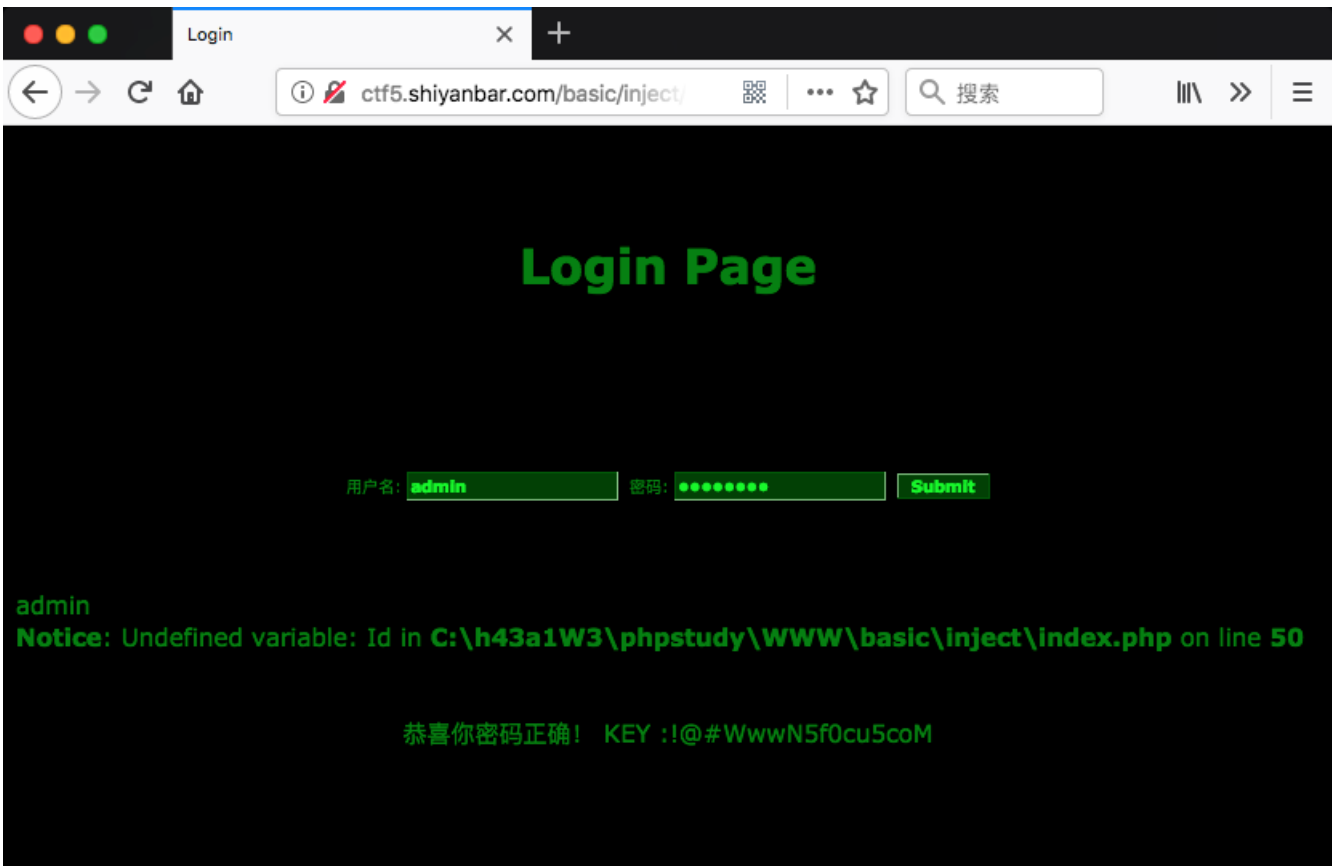 Login
ctf5.shiyanbar.com/basic/inject/
搜索
Login Page
用户名: admin 密码: •••••••• Submit
admin
Notice: Undefined variable: Id in C:\h43a1W3\phpstudy\WWW\basic\inject\index.php on line 50
恭喜你密码正确! KEY :!@#WwwN5f0cu5coM